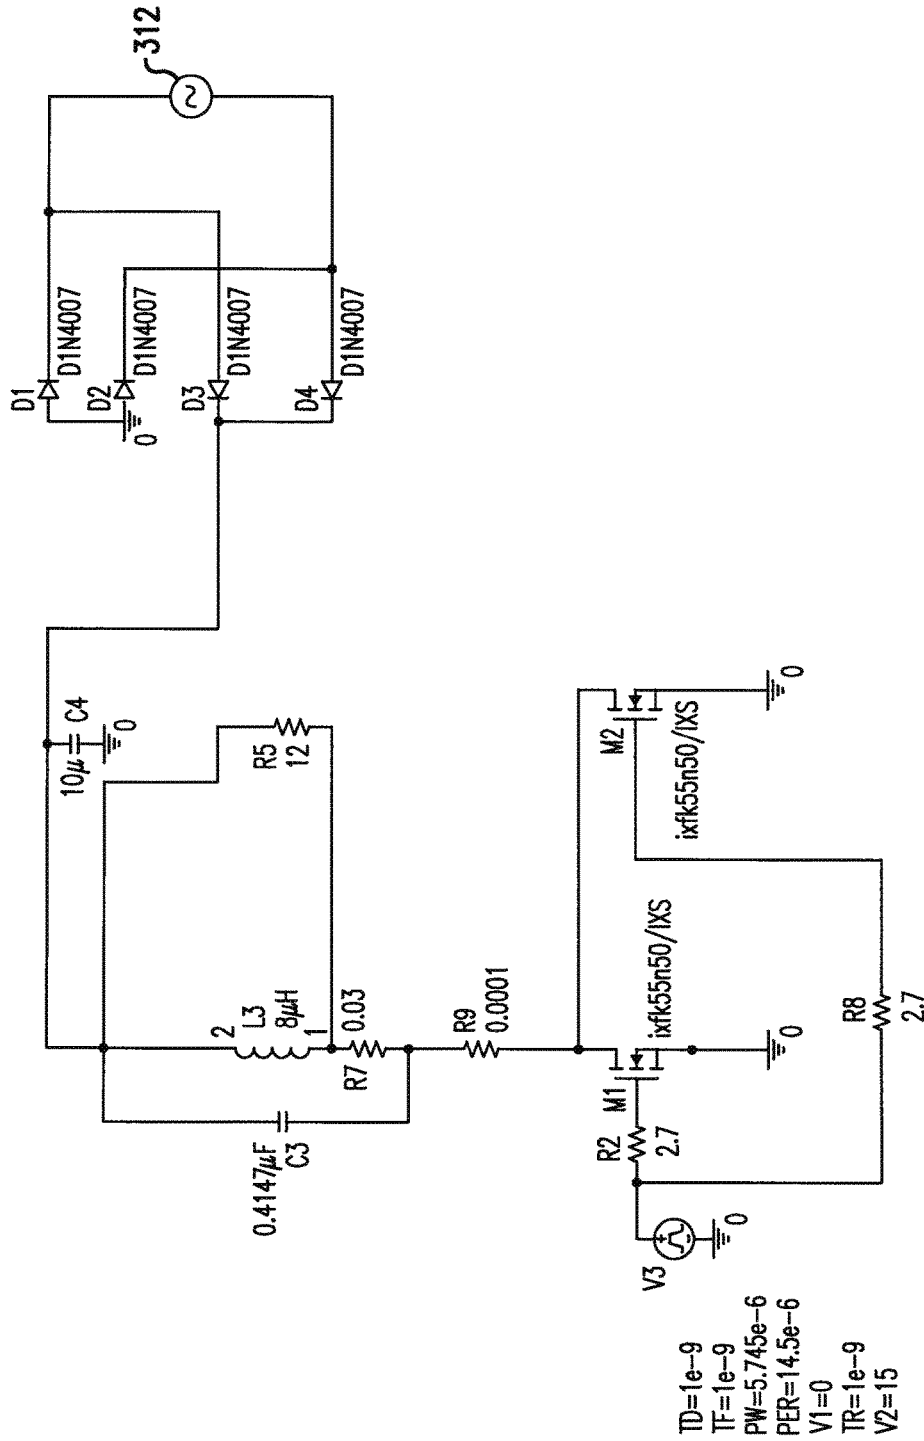 312
D1
D1N4007
D2
D1N4007
0
D3
D1N4007
D4
D1N4007
10μ
C4
0
R5
12
2
L3
8μH
1
0.03
R7
0.4147μF
C3
R9
0.0001
M2
ixfk55n50/IXS
0
M1
ixfk55n50/IXS
0
R2
2.7
R8
2.7
V3
0
TD=1e-9
TF=1e-9
PW=5.745e-6
PER=14.5e-6
V1=0
TR=1e-9
V2=15